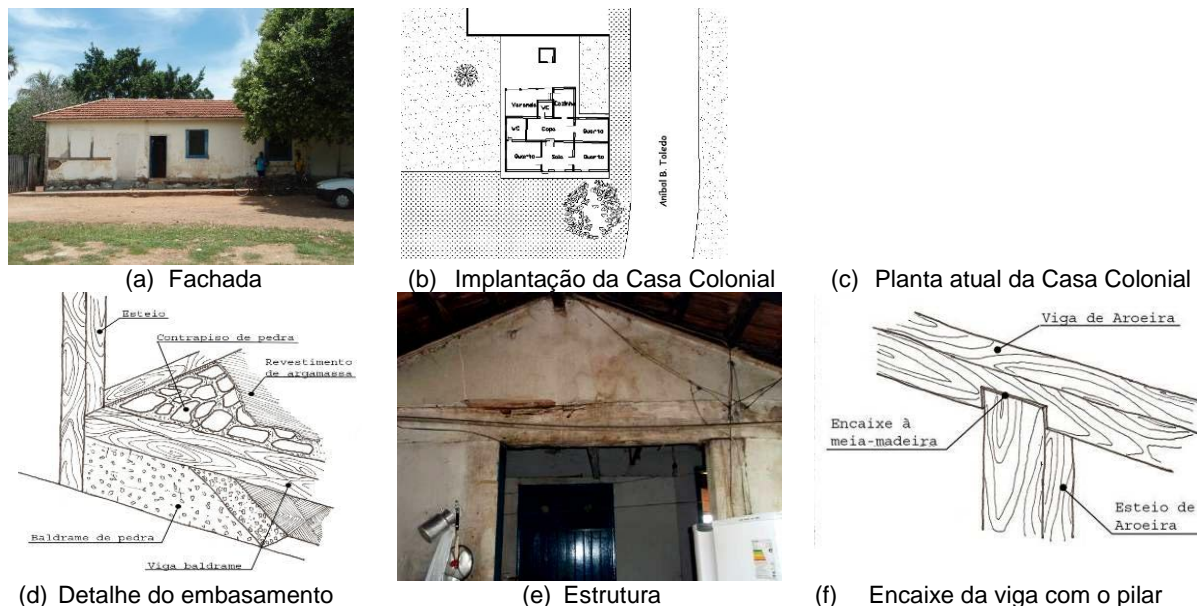 Varanda
WC
Cozinha
WC
Copa
Quarto
Quarto
Sala
Quarto
Aníbal B. Toledo
(a) Fachada
(b) Implantação da Casa Colonial
(c) Planta atual da Casa Colonial
Esteio
Contrapiso de pedra
Revestimento
de argamassa
Baldrame de pedra
Viga baldrame
Viga de Aroeira
Encaixe à
meia-madeira
Esteio de
Aroeira
(d) Detalhe do embasamento
(e) Estrutura
(f) Encaixe da viga com o pilar